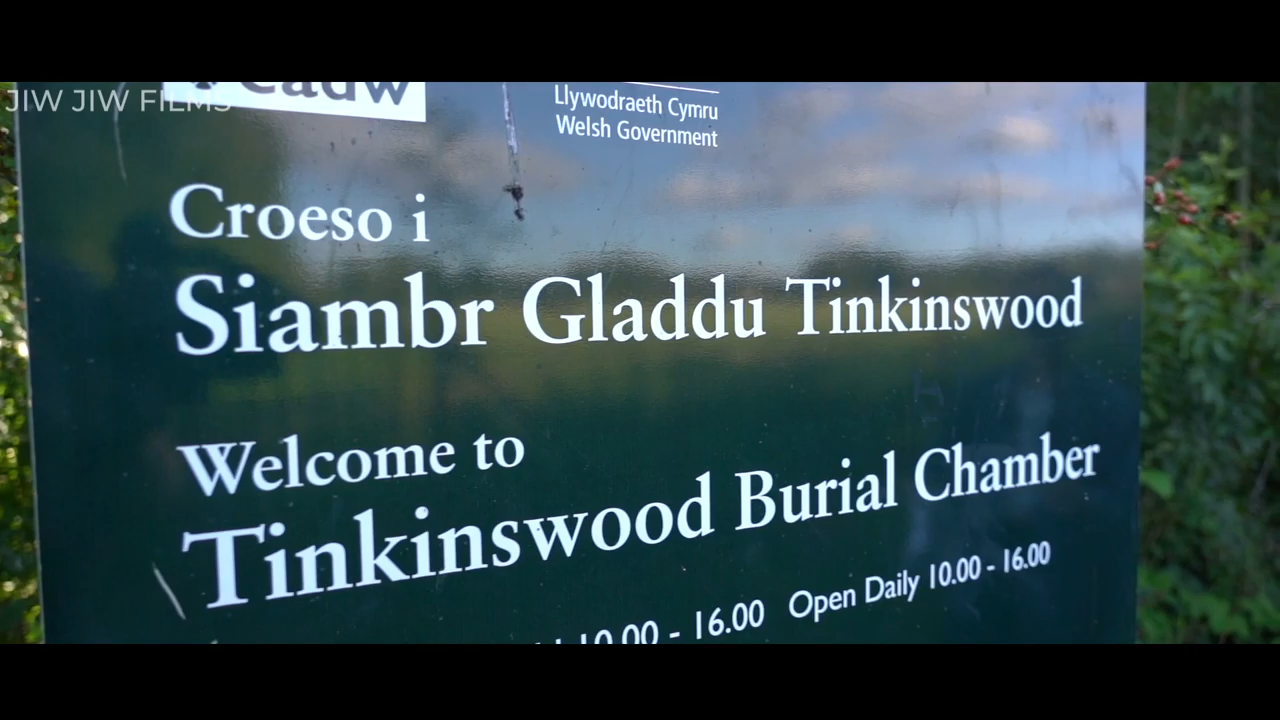 JIW JIW FILMS
Cadw
Llywodraeth Cymru
Welsh Government
Croeso i
Siambr Gladdu Tinkinswood
Welcome to
Tinkinswood Burial Chamber
10.00 - 16.00 Open Daily 10.00 - 16.00